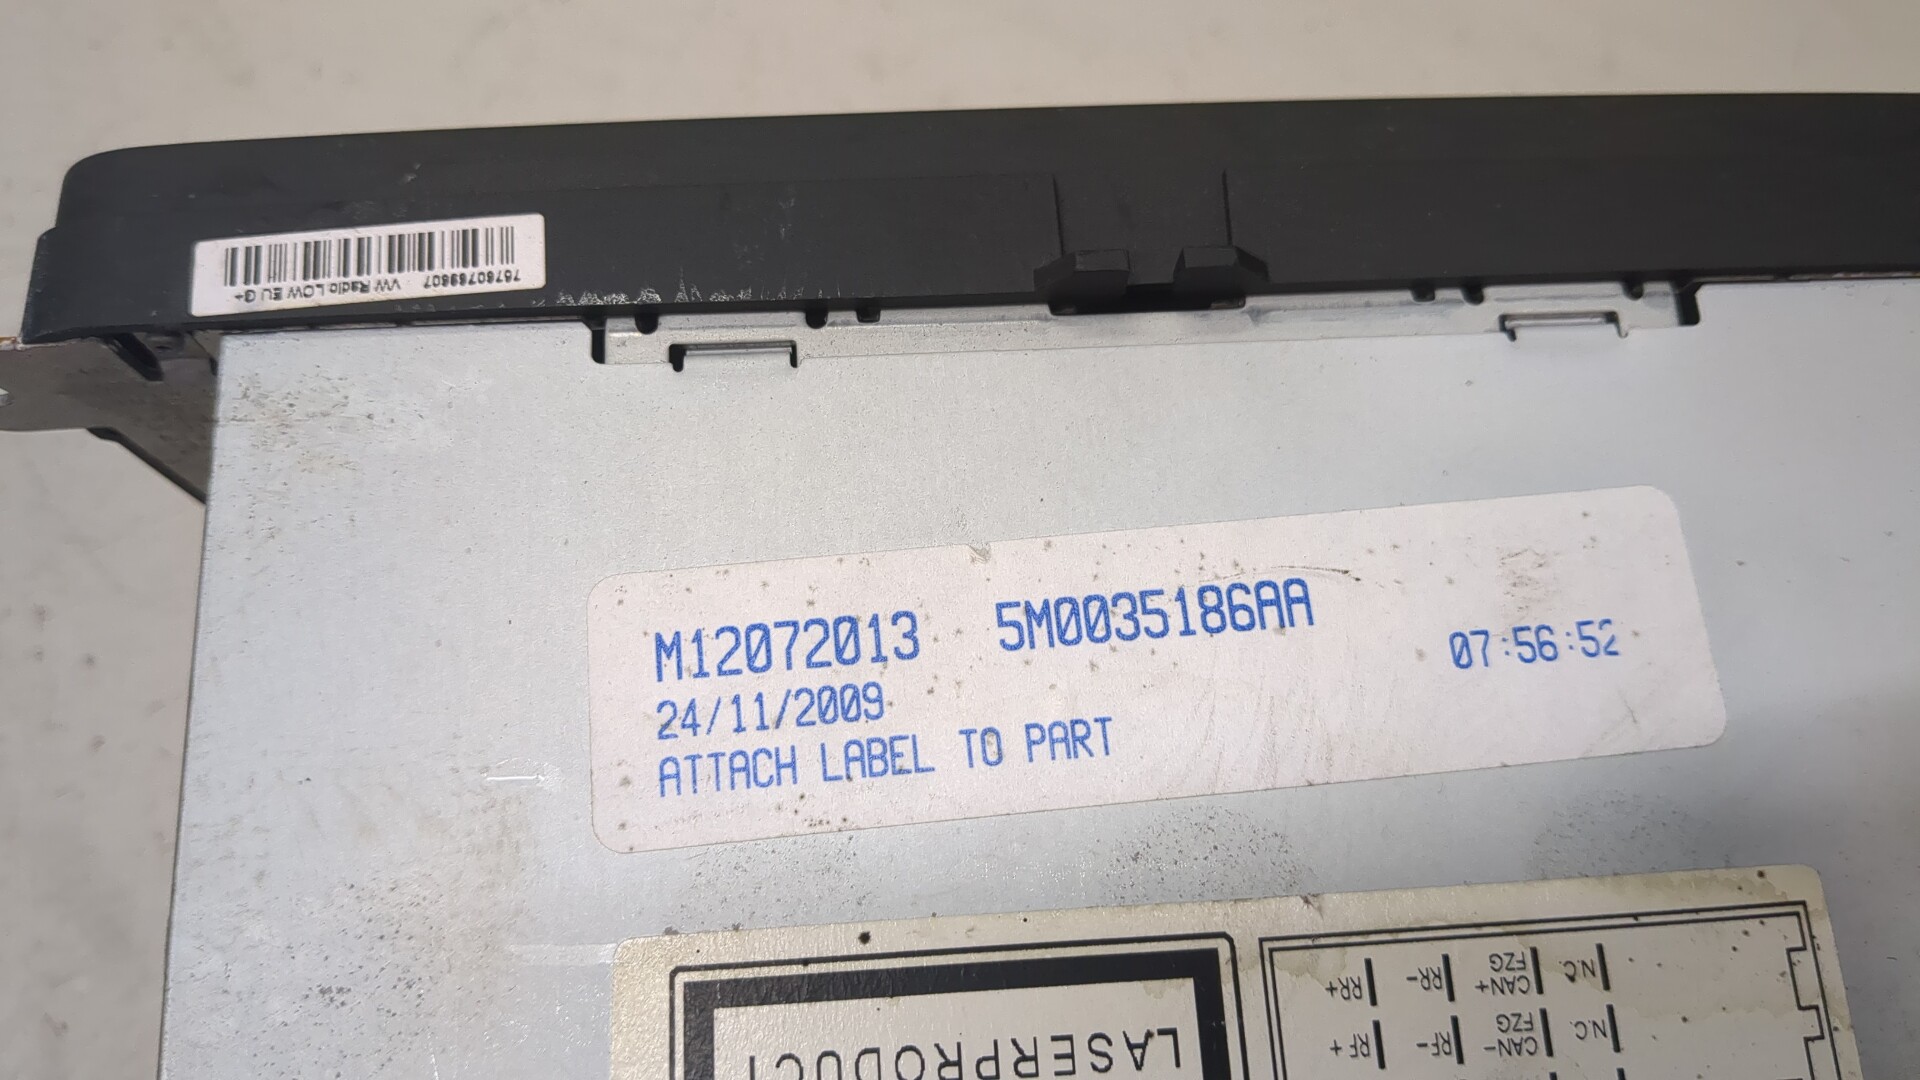 76760769607
VW Radio LOW EU G+
M12072013 5M0035186AA
24/11/2009 07:56:52
ATTACH LABEL TO PART
LASERPRODUCT
RR+ RR- CAN+ FZG N.C.
RF+ RF- CAN- FZG N.C.